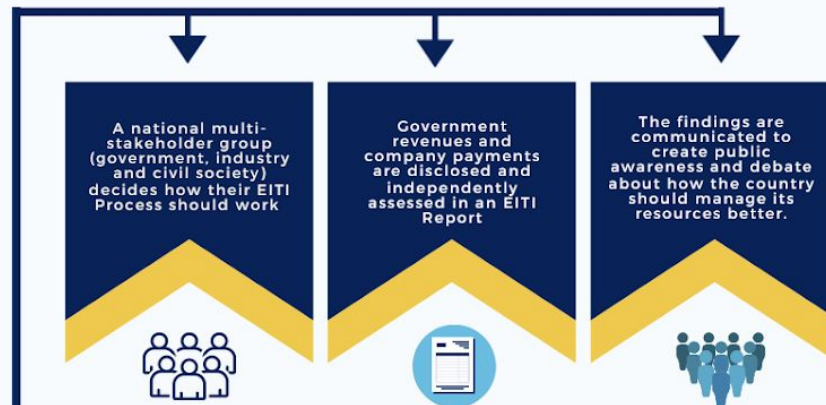 A national multi-
stakeholder group
(government, industry
and civil society)
decides how their EITI
Process should work
Government
revenues and
company payments
are disclosed and
independently
assessed in an EITI
Report
The findings are
communicated to
create public
awareness and debate
about how the country
should manage its
resources better.